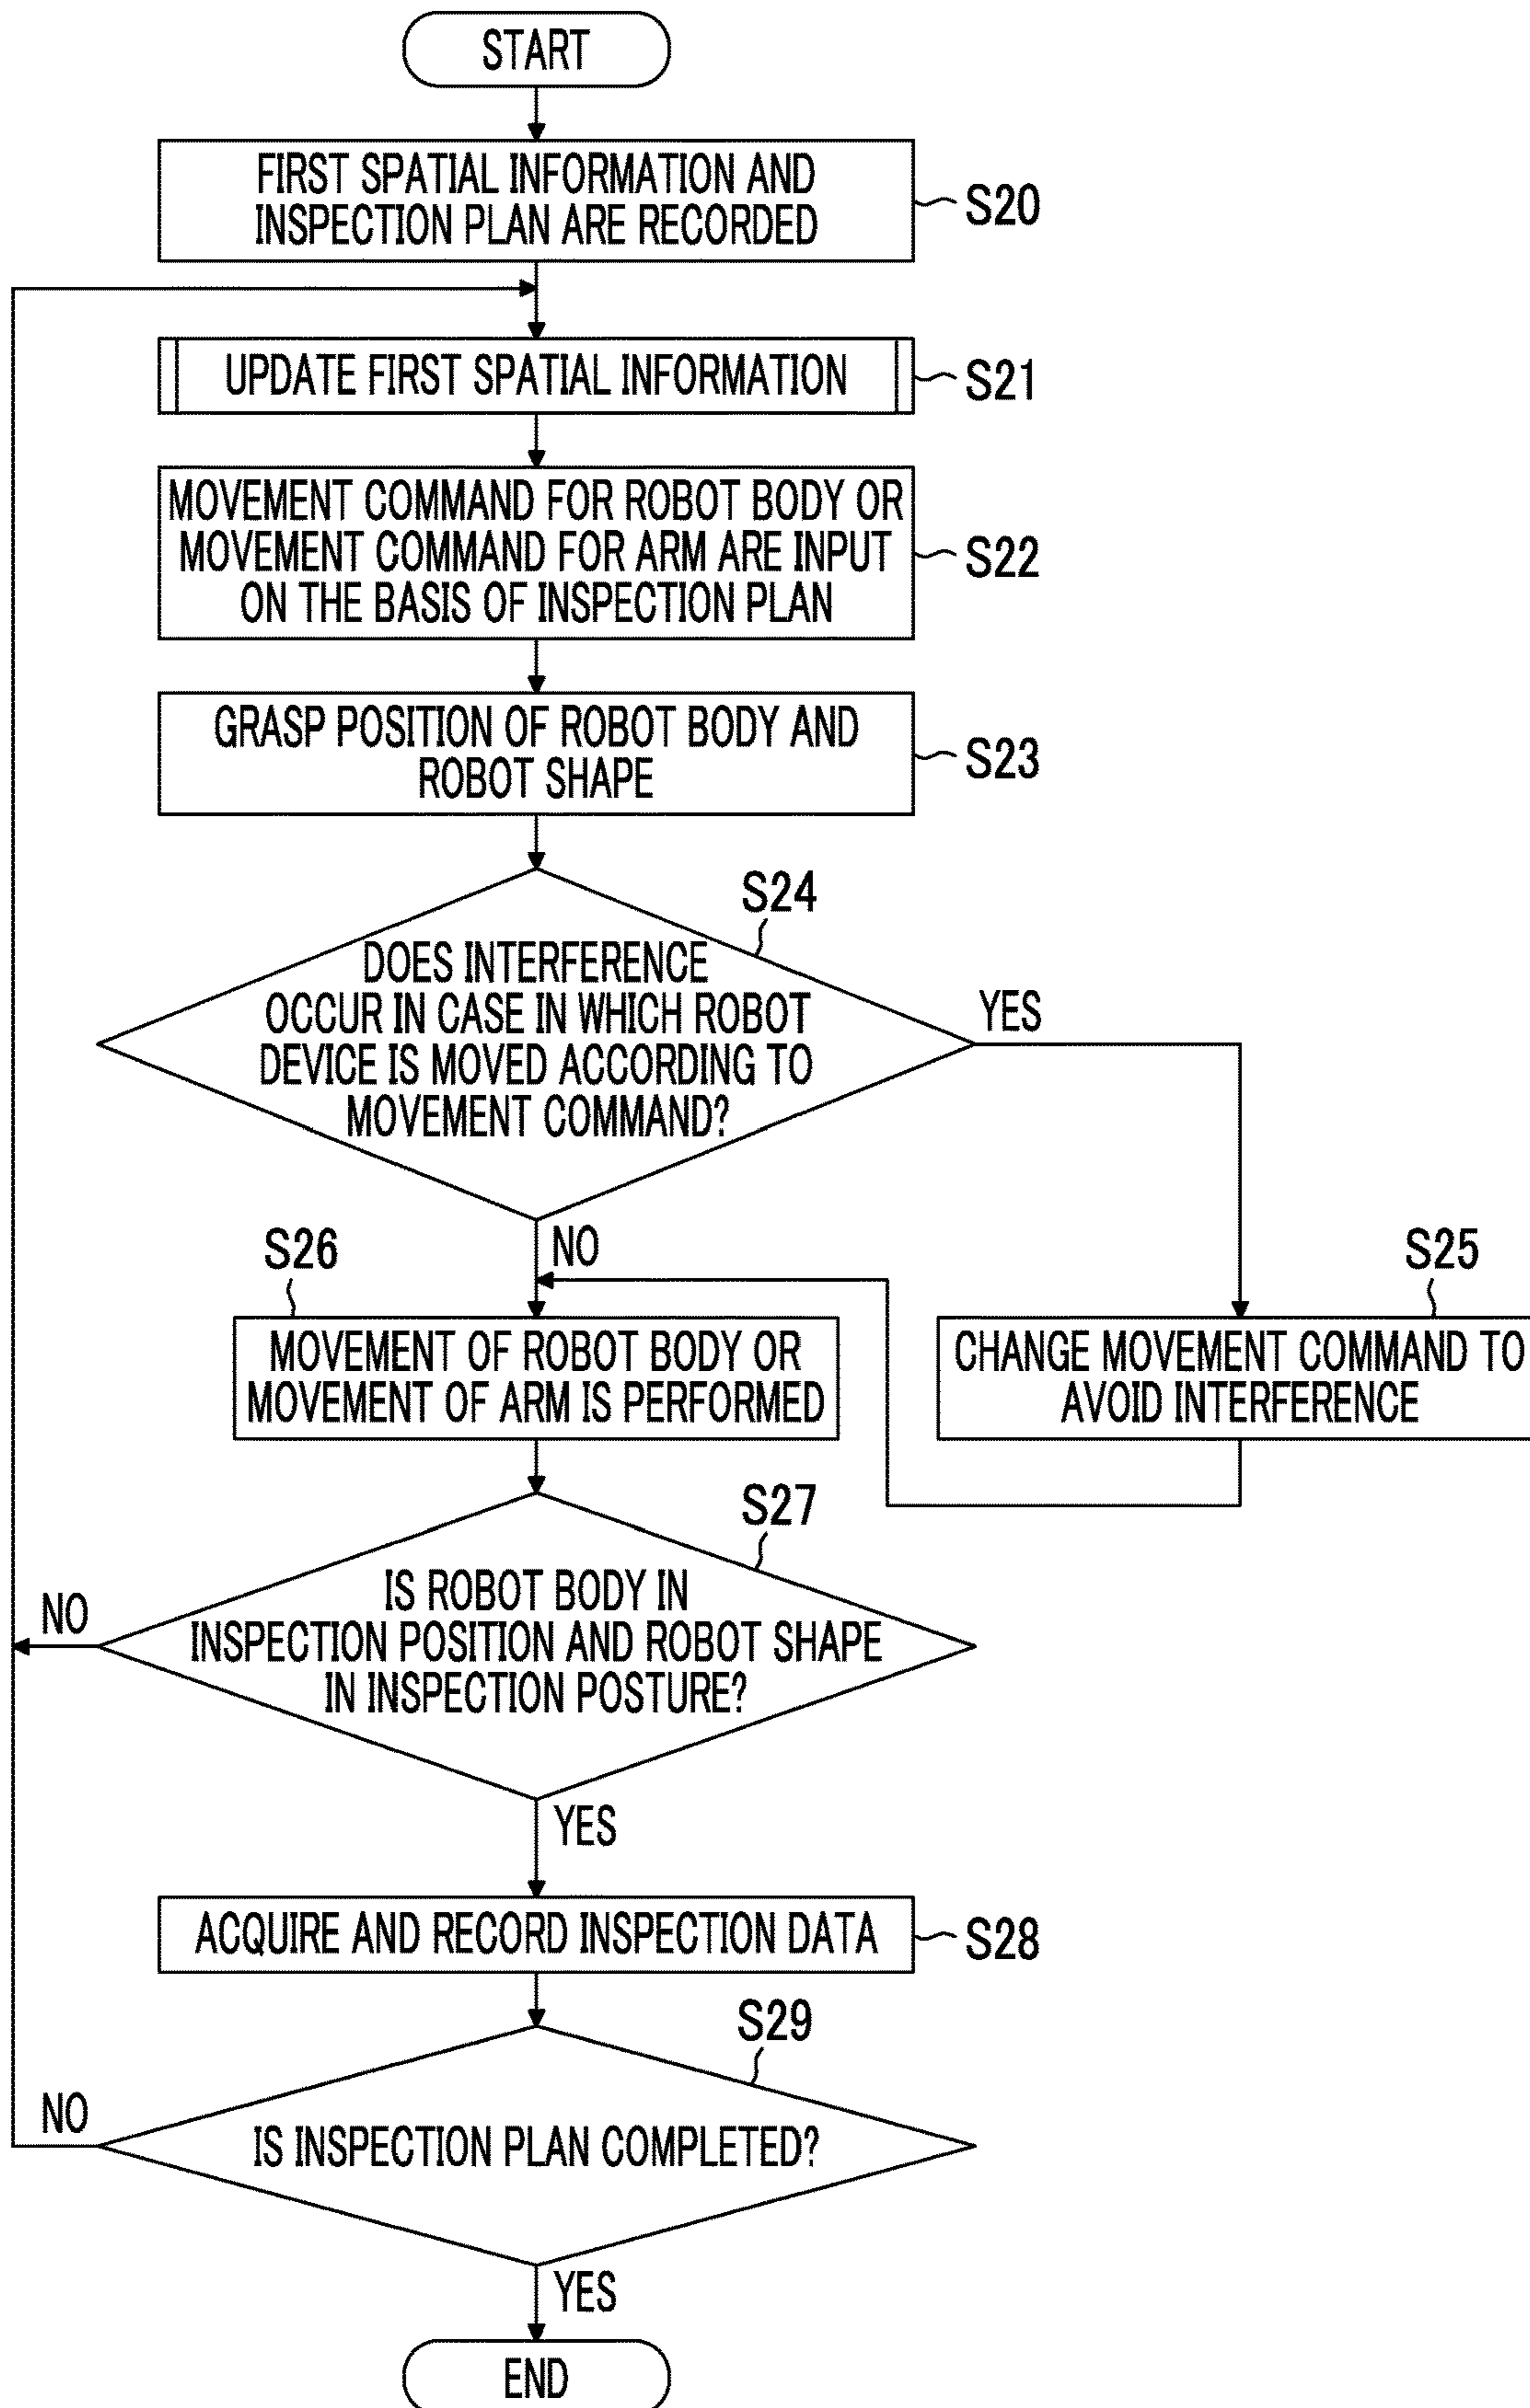 START
FIRST SPATIAL INFORMATION AND
INSPECTION PLAN ARE RECORDED
S20
UPDATE FIRST SPATIAL INFORMATION
S21
MOVEMENT COMMAND FOR ROBOT BODY OR
MOVEMENT COMMAND FOR ARM ARE INPUT
ON THE BASIS OF INSPECTION PLAN
S22
GRASP POSITION OF ROBOT BODY AND
ROBOT SHAPE
S23
S24
DOES INTERFERENCE
OCCUR IN CASE IN WHICH ROBOT
DEVICE IS MOVED ACCORDING TO
MOVEMENT COMMAND?
YES
NO
S25
CHANGE MOVEMENT COMMAND TO
AVOID INTERFERENCE
S26
MOVEMENT OF ROBOT BODY OR
MOVEMENT OF ARM IS PERFORMED
S27
IS ROBOT BODY IN
INSPECTION POSITION AND ROBOT SHAPE
IN INSPECTION POSTURE?
NO
YES
ACQUIRE AND RECORD INSPECTION DATA
S28
S29
IS INSPECTION PLAN COMPLETED?
NO
YES
END